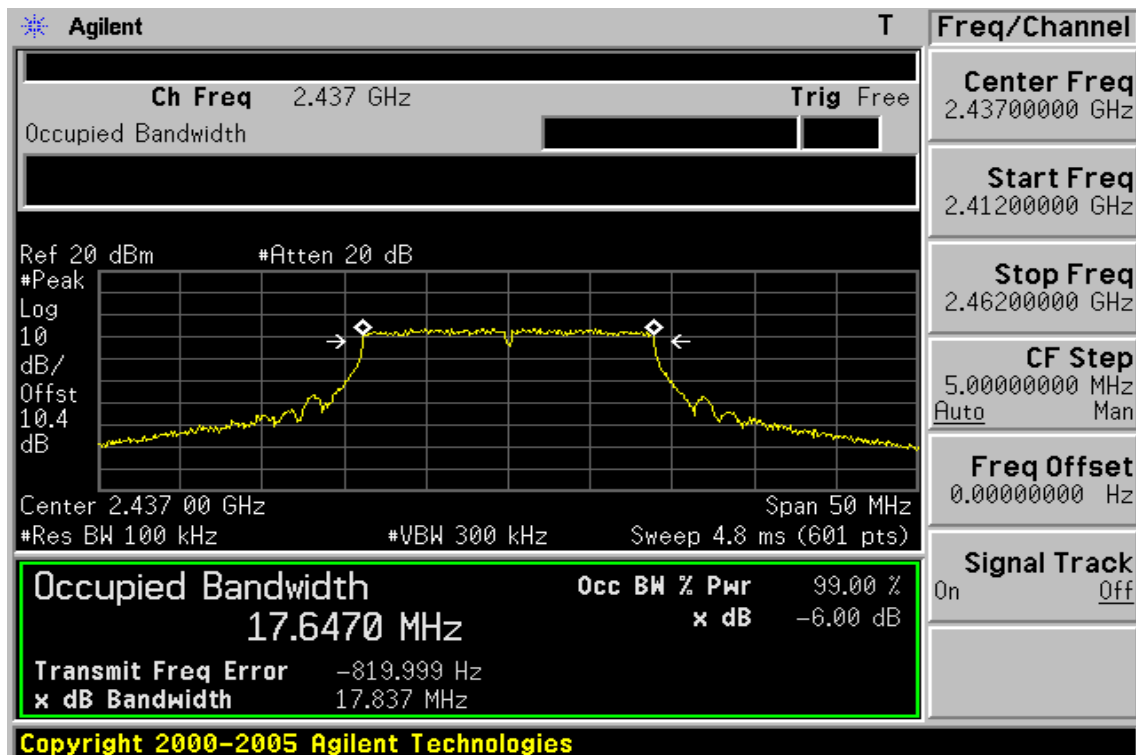 Agilent T
Freq/Channel
Ch Freq 2.437 GHz Trig Free
Occupied Bandwidth
Center Freq
2.43700000 GHz
Start Freq
2.41200000 GHz
Stop Freq
2.46200000 GHz
CF Step
5.00000000 MHz
Auto Man
Freq Offset
0.00000000 Hz
Signal Track
On Off
Ref 20 dBm #Atten 20 dB
#Peak
Log
10
dB/
Offst
10.4
dB
Center 2.437 00 GHz Span 50 MHz
#Res BW 100 kHz #VBW 300 kHz Sweep 4.8 ms (601 pts)
Occupied Bandwidth Occ BW % Pwr 99.00 %
17.6470 MHz x dB -6.00 dB
Transmit Freq Error -819.999 Hz
x dB Bandwidth 17.837 MHz
Copyright 2000-2005 Agilent Technologies